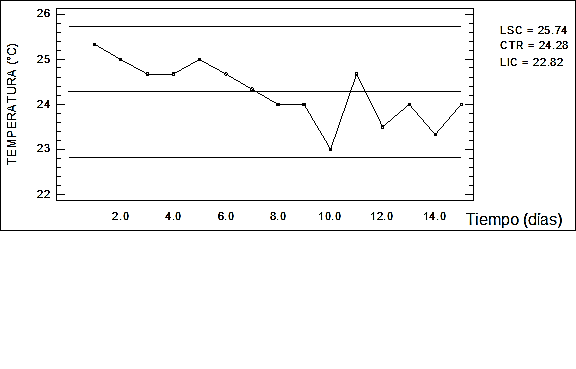 26
25
24
23
22
TEMPERATURA (°C)
LSC = 25.74
CTR = 24.28
LIC = 22.82
2.0 4.0 6.0 8.0 10.0 12.0 14.0
Tiempo (días)